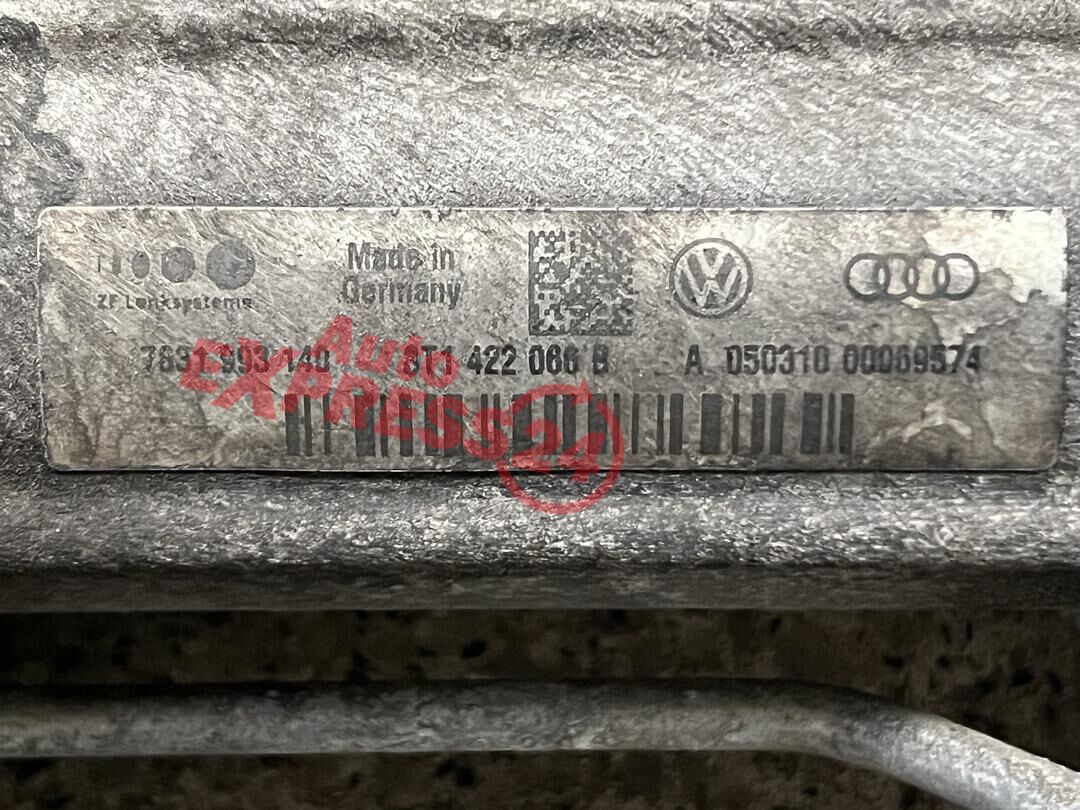 ZF Lenksysteme
Made in
Germany
7831 993 140 8T1 422 066 B A 050310 00069574
Auto
EXPRESS24